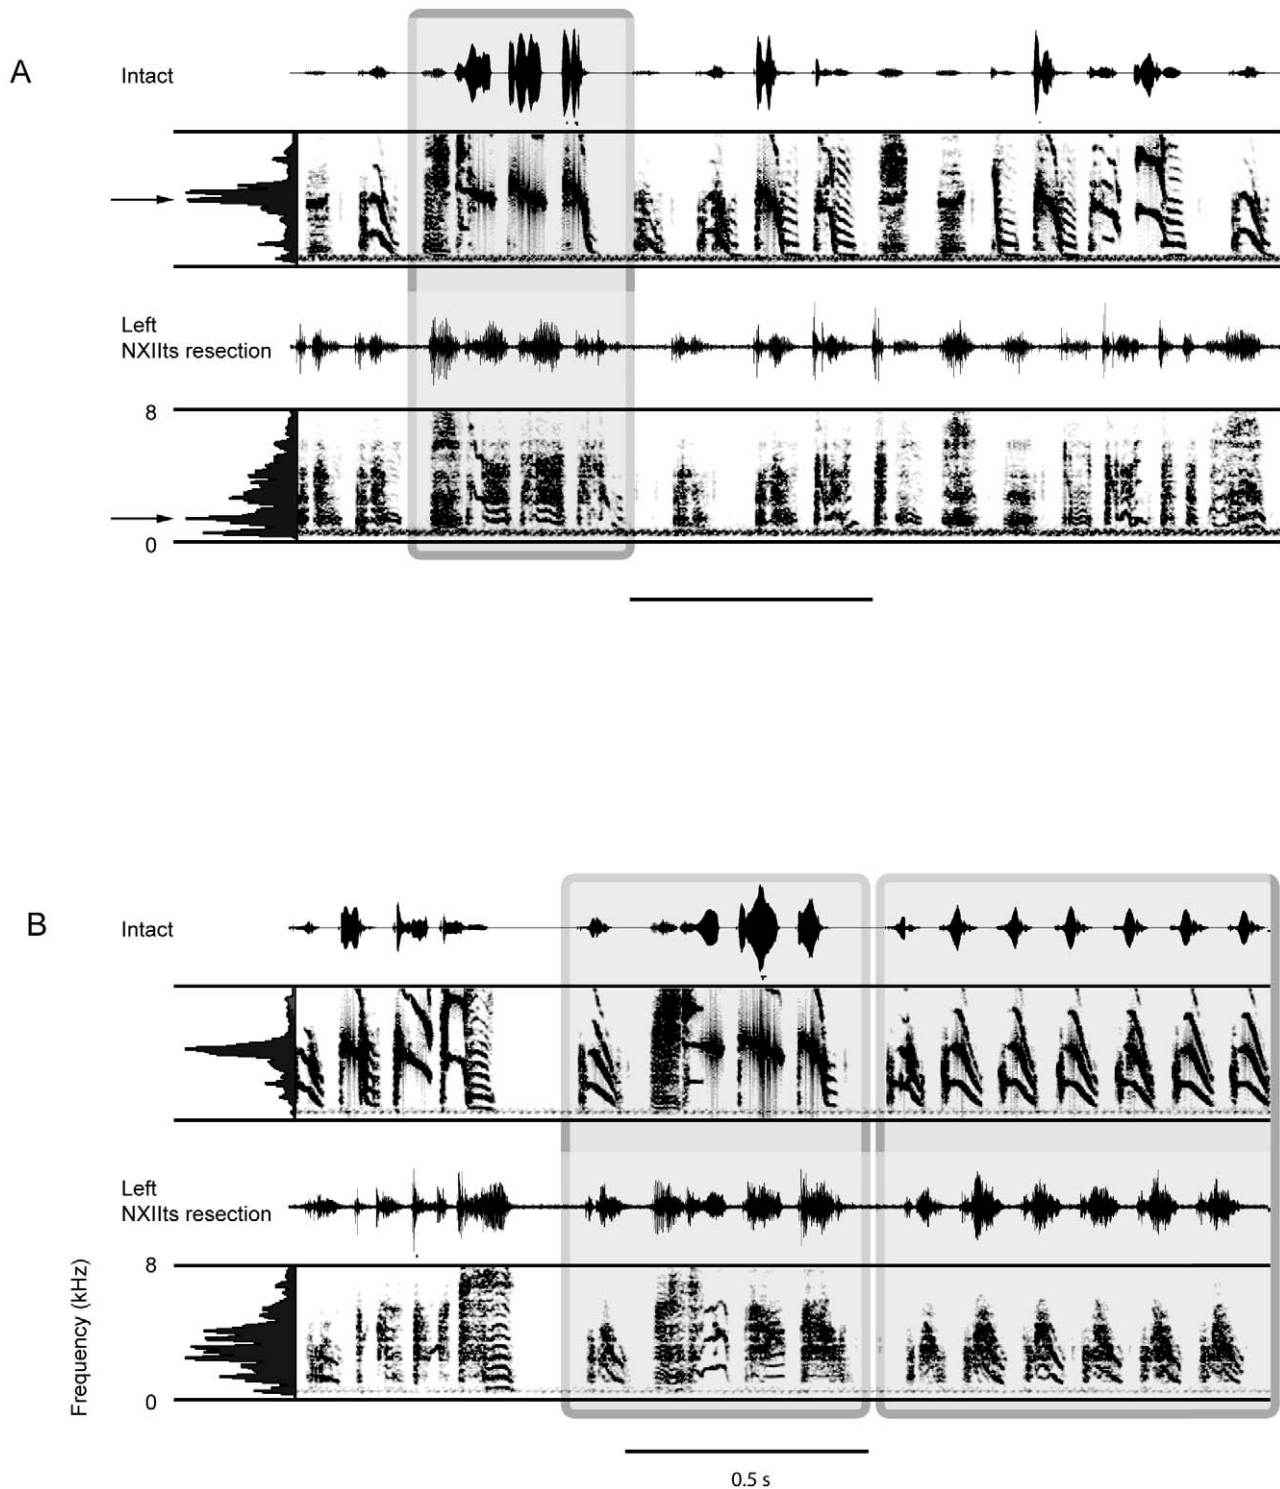 A
Intact
Left
NXIIts resection
8
0
B
Intact
Left
NXIIts resection
8
Frequency (kHz)
0
0.5 s